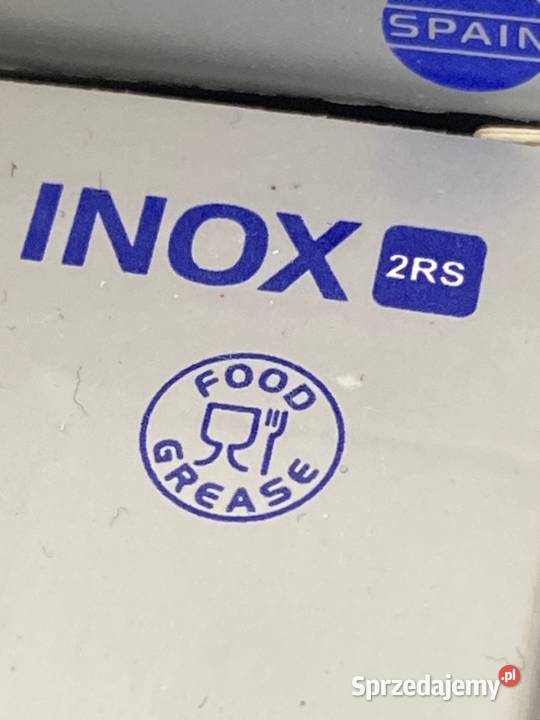 SPAIN
INOX 2RS
FOOD
GREASE
Sprzedajemy.pl